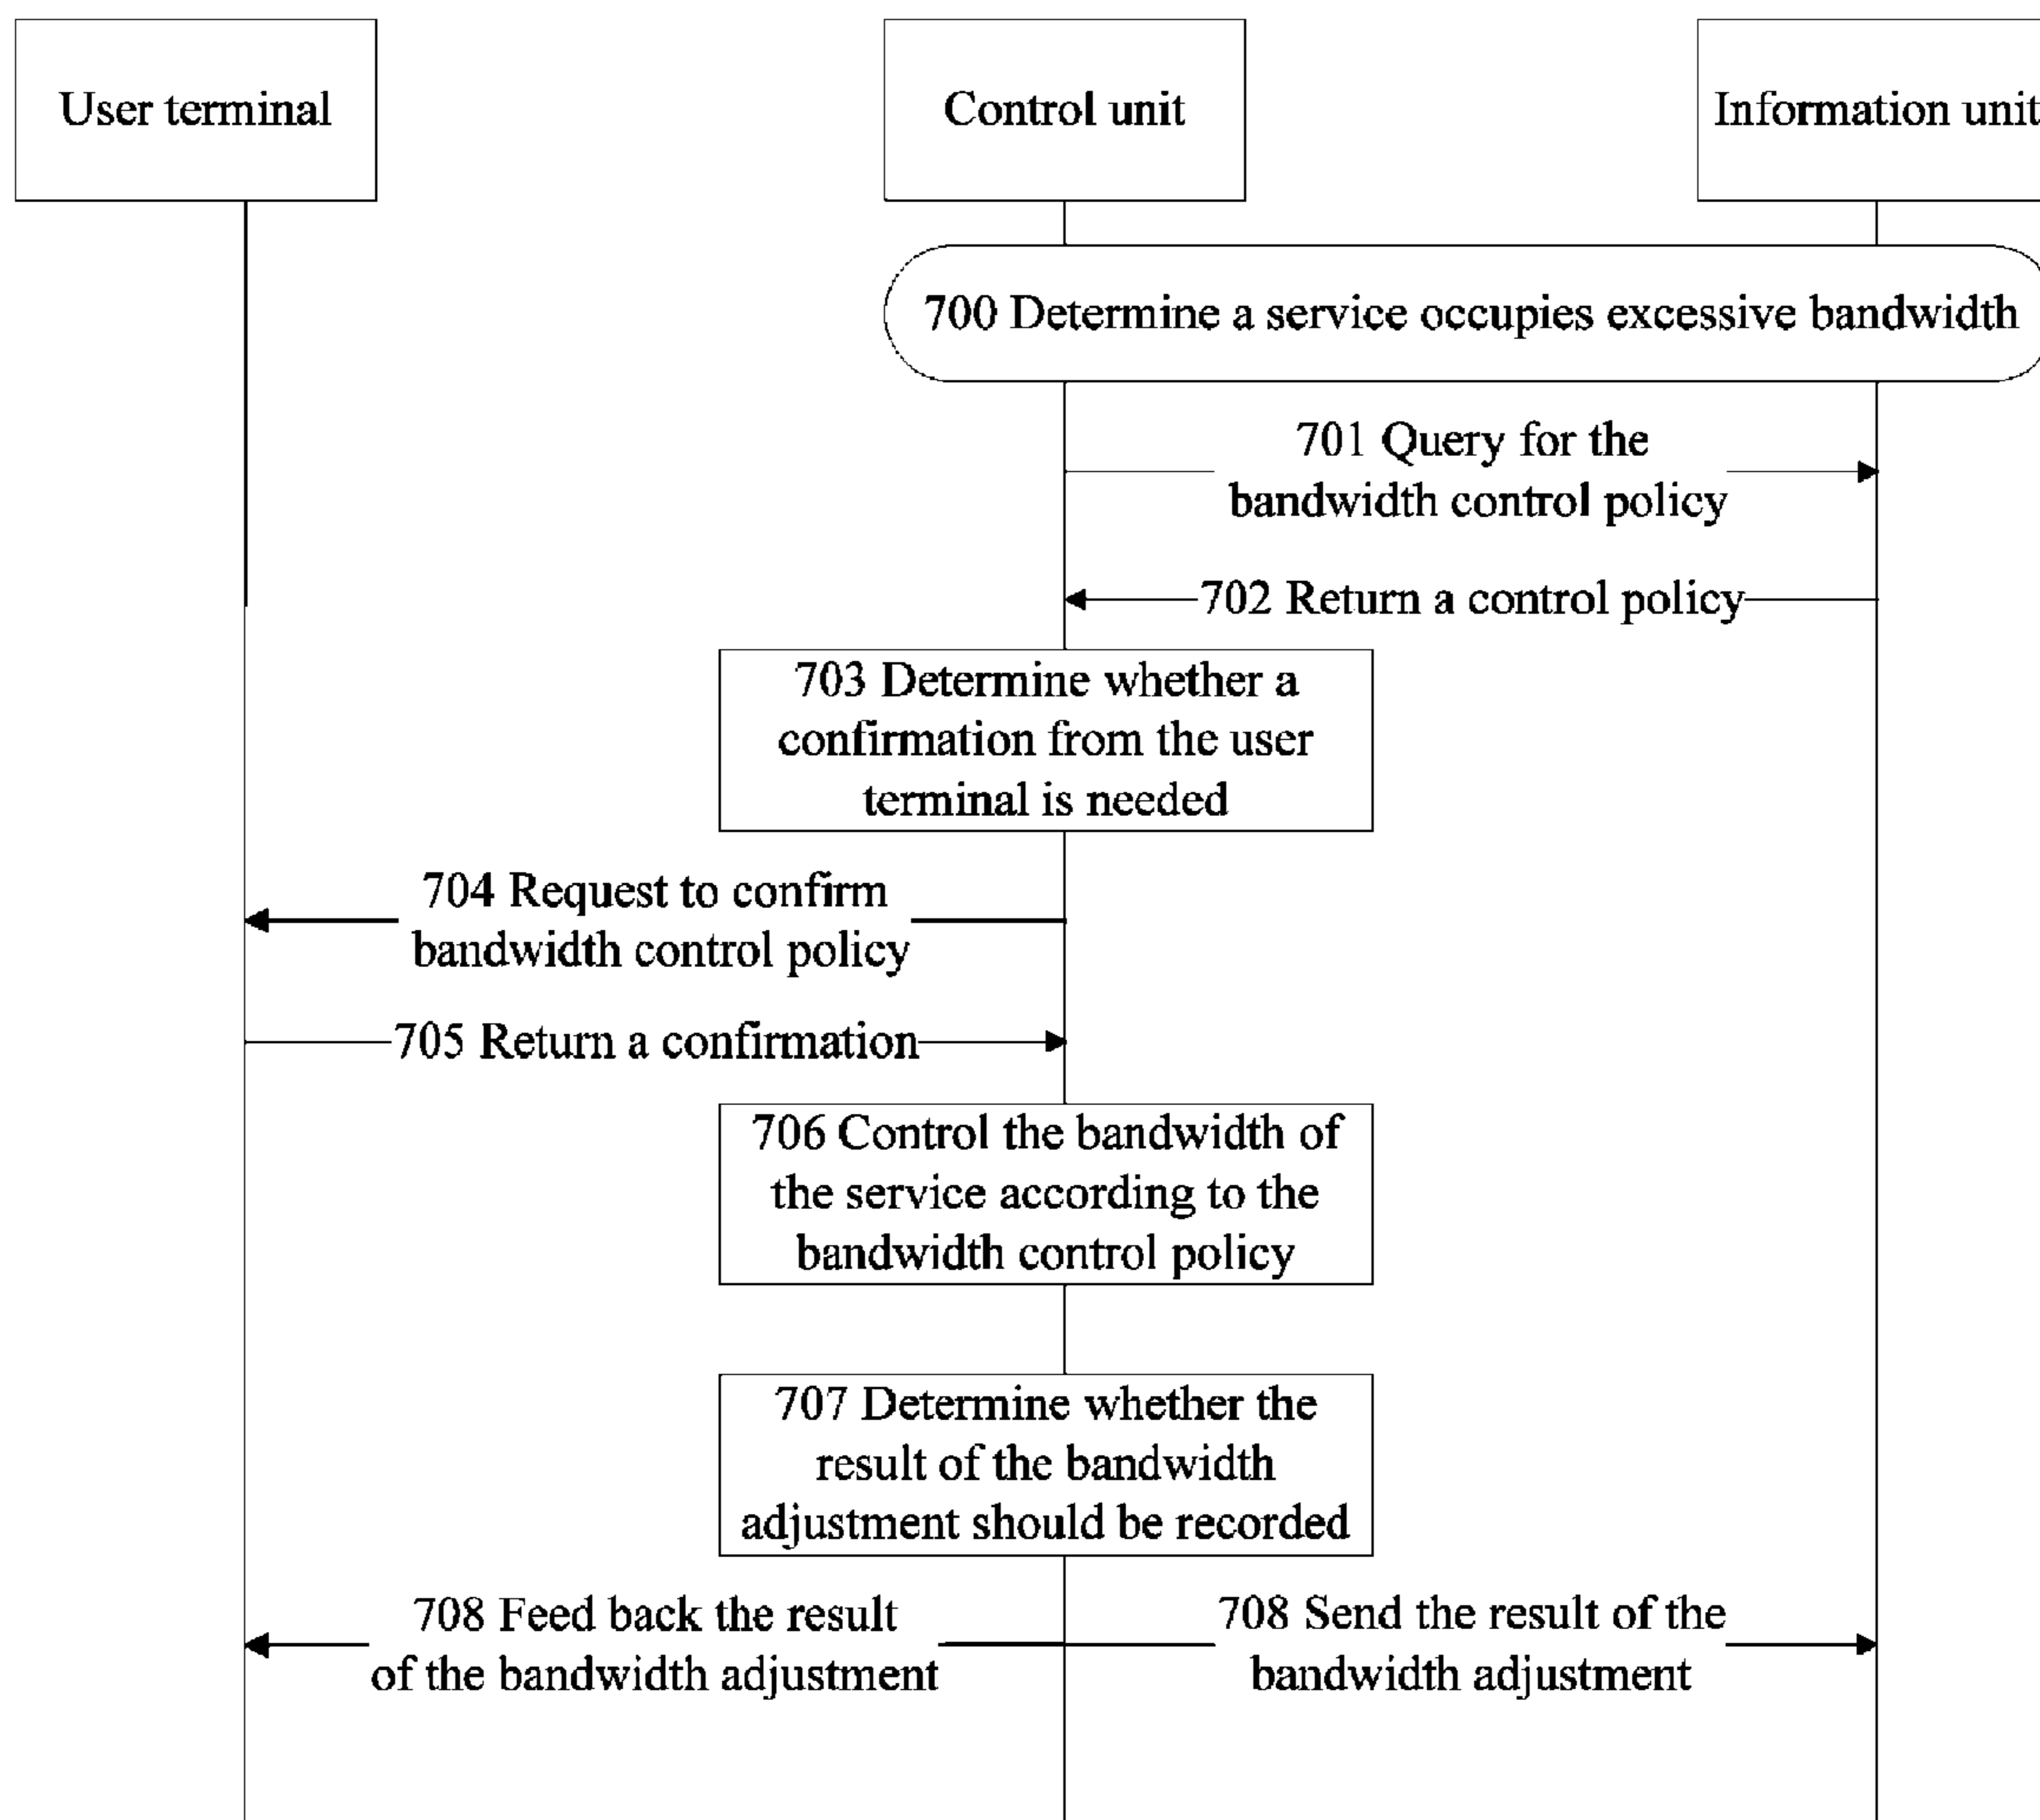 User terminal
Control unit
Information unit
700 Determine a service occupies excessive bandwidth
701 Query for the
bandwidth control policy
702 Return a control policy
703 Determine whether a
confirmation from the user
terminal is needed
704 Request to confirm
bandwidth control policy
705 Return a confirmation
706 Control the bandwidth of
the service according to the
bandwidth control policy
707 Determine whether the
result of the bandwidth
adjustment should be recorded
708 Feed back the result
of the bandwidth adjustment
708 Send the result of the
bandwidth adjustment